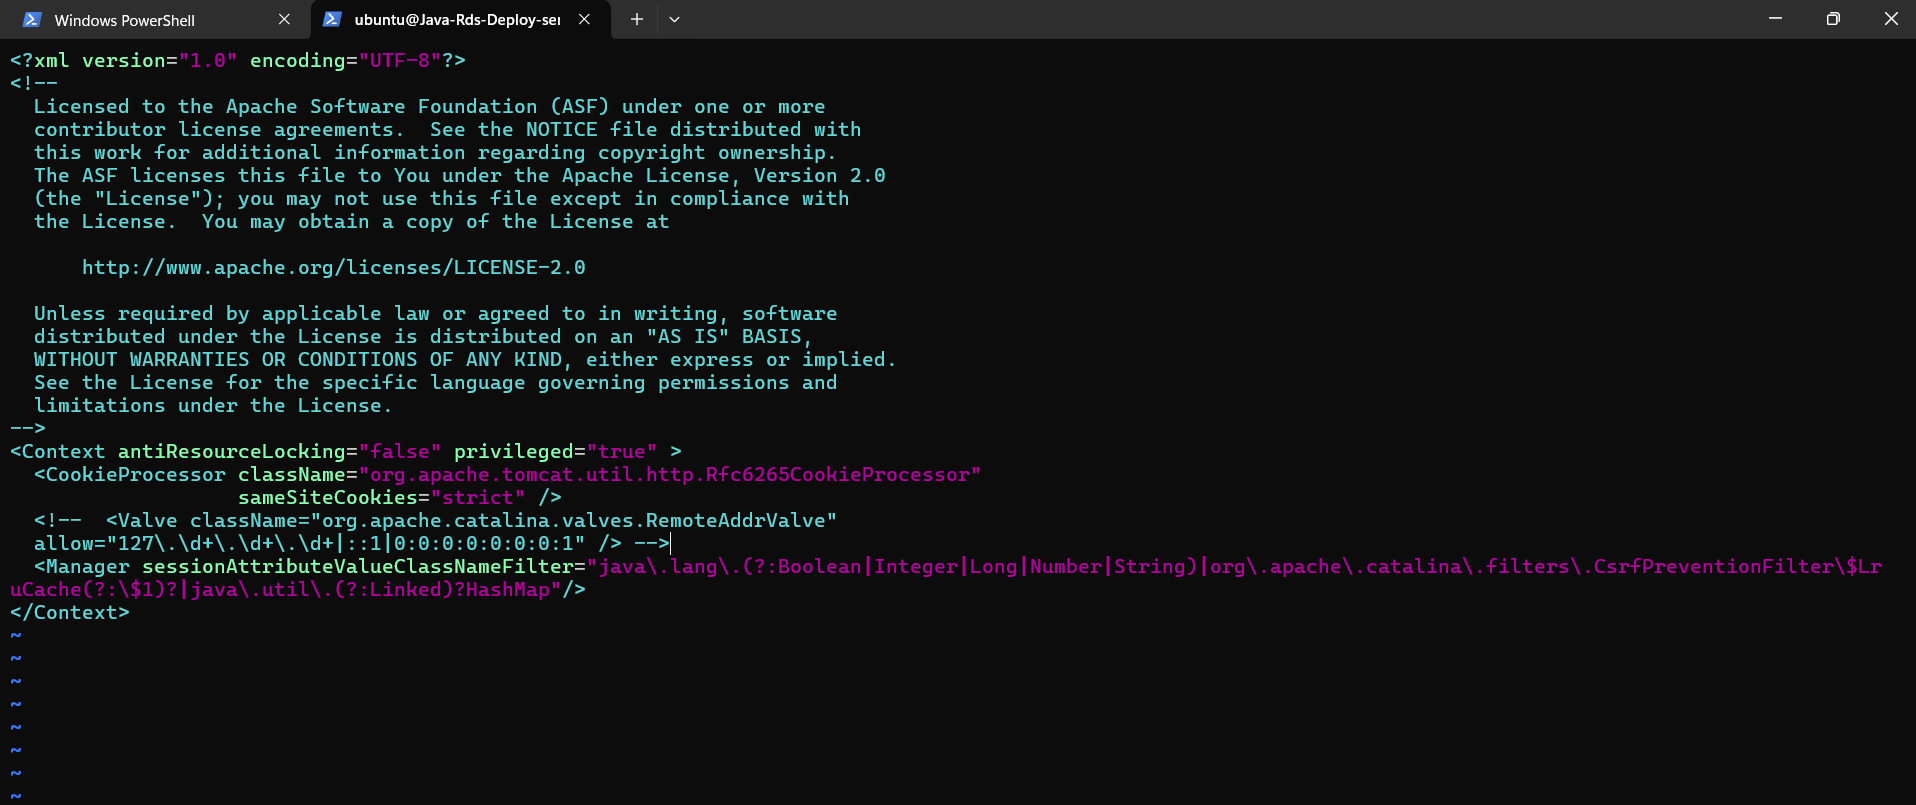 Windows PowerShell
ubuntu@Java-Rds-Deploy-ser
<?xml version="1.0" encoding="UTF-8"?>
<!--
  Licensed to the Apache Software Foundation (ASF) under one or more
  contributor license agreements.  See the NOTICE file distributed with
  this work for additional information regarding copyright ownership.
  The ASF licenses this file to You under the Apache License, Version 2.0
  (the "License"); you may not use this file except in compliance with
  the License.  You may obtain a copy of the License at

      http://www.apache.org/licenses/LICENSE-2.0

  Unless required by applicable law or agreed to in writing, software
  distributed under the License is distributed on an "AS IS" BASIS,
  WITHOUT WARRANTIES OR CONDITIONS OF ANY KIND, either express or implied.
  See the License for the specific language governing permissions and
  limitations under the License.
-->
<Context antiResourceLocking="false" privileged="true" >
  <CookieProcessor className="org.apache.tomcat.util.http.Rfc6265CookieProcessor"
                   sameSiteCookies="strict" />
  <!--  <Valve className="org.apache.catalina.valves.RemoteAddrValve"
  allow="127\.\d+\.\d+\.\d+|::1|0:0:0:0:0:0:0:1" /> -->
  <Manager sessionAttributeValueClassNameFilter="java\.lang\.(?:Boolean|Integer|Long|Number|String)|org\.apache\.catalina\.filters\.CsrfPreventionFilter\$Lr
uCache(?:\$1)?|java\.util\.(?:Linked)?HashMap"/>
</Context>
~
~
~
~
~
~
~
~